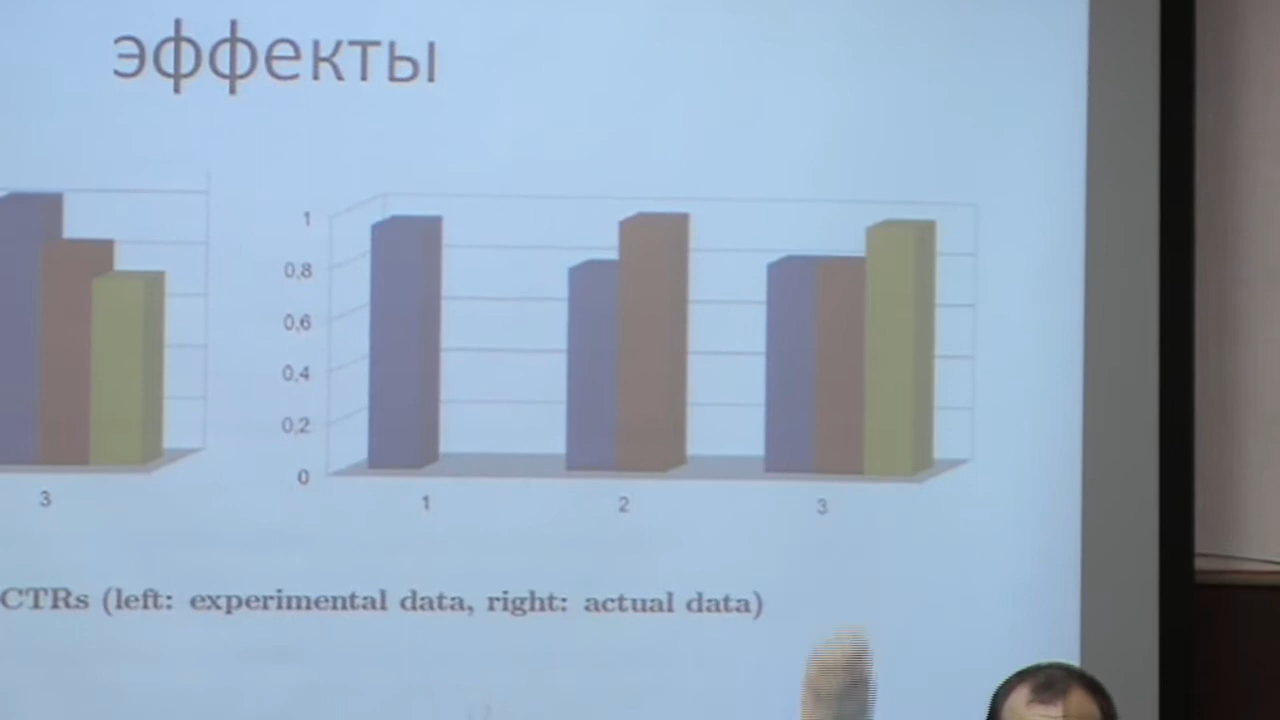 эффекты
1
0,8
0,6
0,4
0,2
0
3
1 2 3
CTRs (left: experimental data, right: actual data)